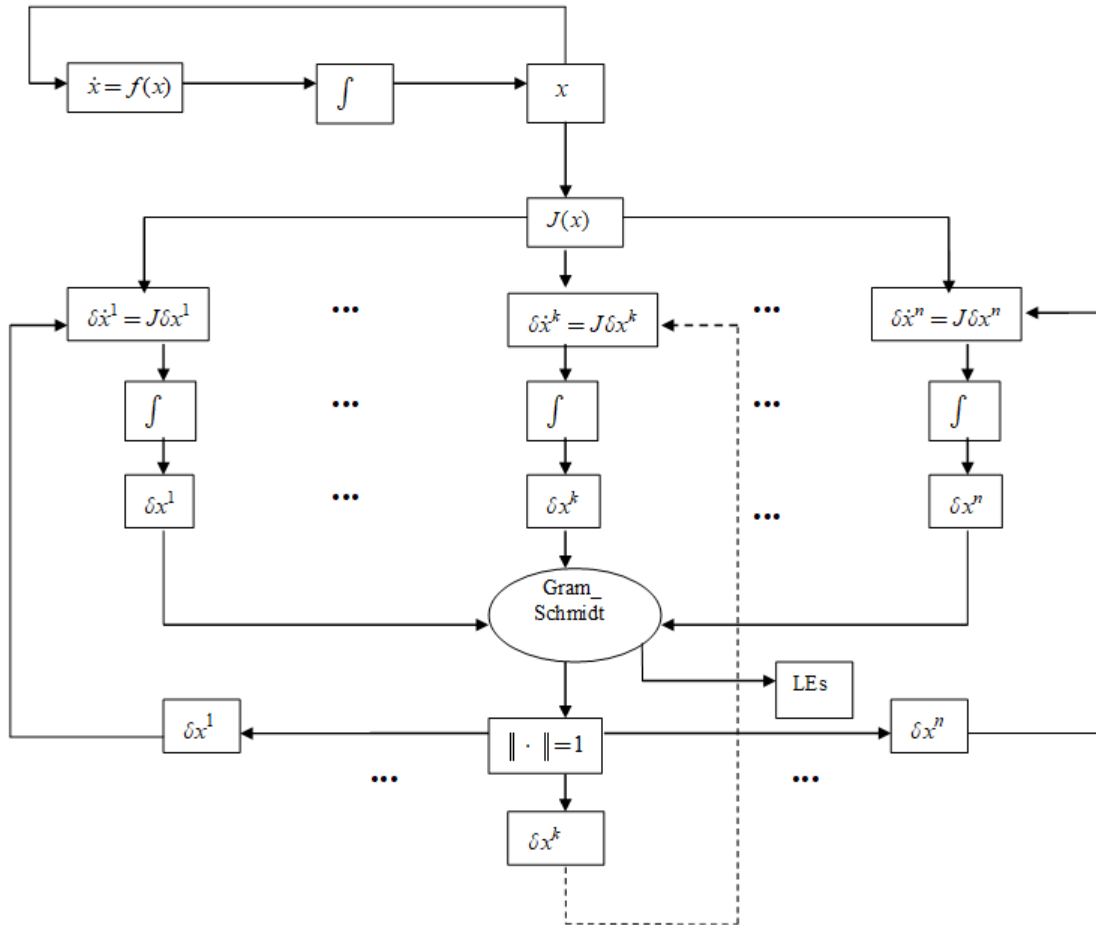 ẋ = f(x)
∫
x
J(x)
δẋ¹ = Jδx¹
•••
δẋᵏ = Jδxᵏ
•••
δẋⁿ = Jδxⁿ
∫
•••
∫
•••
∫
δx¹
•••
δxᵏ
•••
δxⁿ
Gram_
Schmidt
LEs
δx¹
‖ · ‖ = 1
δxⁿ
•••
•••
δxᵏ